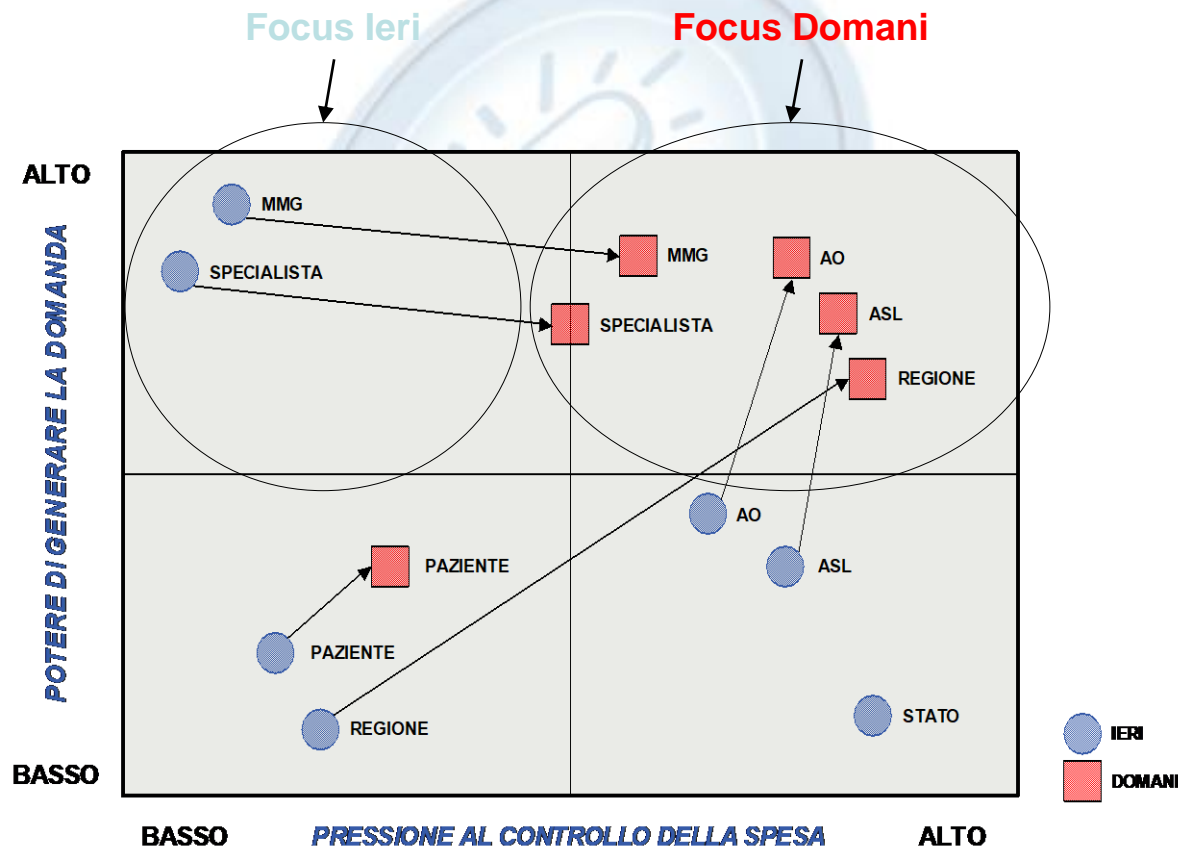 Focus Ieri
Focus Domani
ALTO
MMG
SPECIALISTA
MMG
AO
SPECIALISTA
ASL
REGIONE
POTERE DI GENERARE LA DOMANDA
AO
PAZIENTE
ASL
PAZIENTE
REGIONE
STATO
IERI
BASSO
DOMANI
BASSO
PRESSIONE AL CONTROLLO DELLA SPESA
ALTO